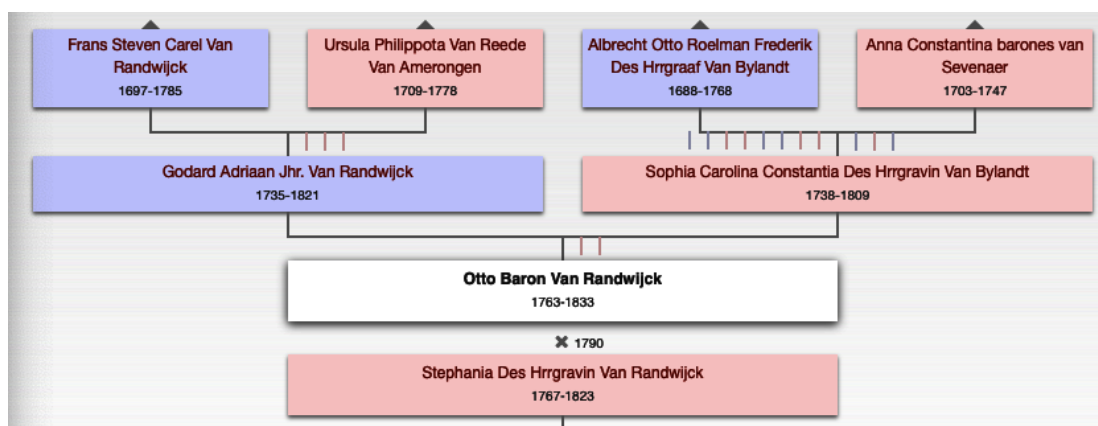 Frans Steven Carel Van
Randwijck
1697-1785
Ursula Philippota Van Reede
Van Amerongen
1709-1778
Albrecht Otto Roelman Frederik
Des Hrrgraaf Van Bylandt
1688-1768
Anna Constantina barones van
Sevenaer
1703-1747
Godard Adriaan Jhr. Van Randwijck
1735-1821
Sophia Carolina Constantia Des Hrrgravin Van Bylandt
1738-1809
Otto Baron Van Randwijck
1763-1833
1790
Stephania Des Hrrgravin Van Randwijck
1767-1823